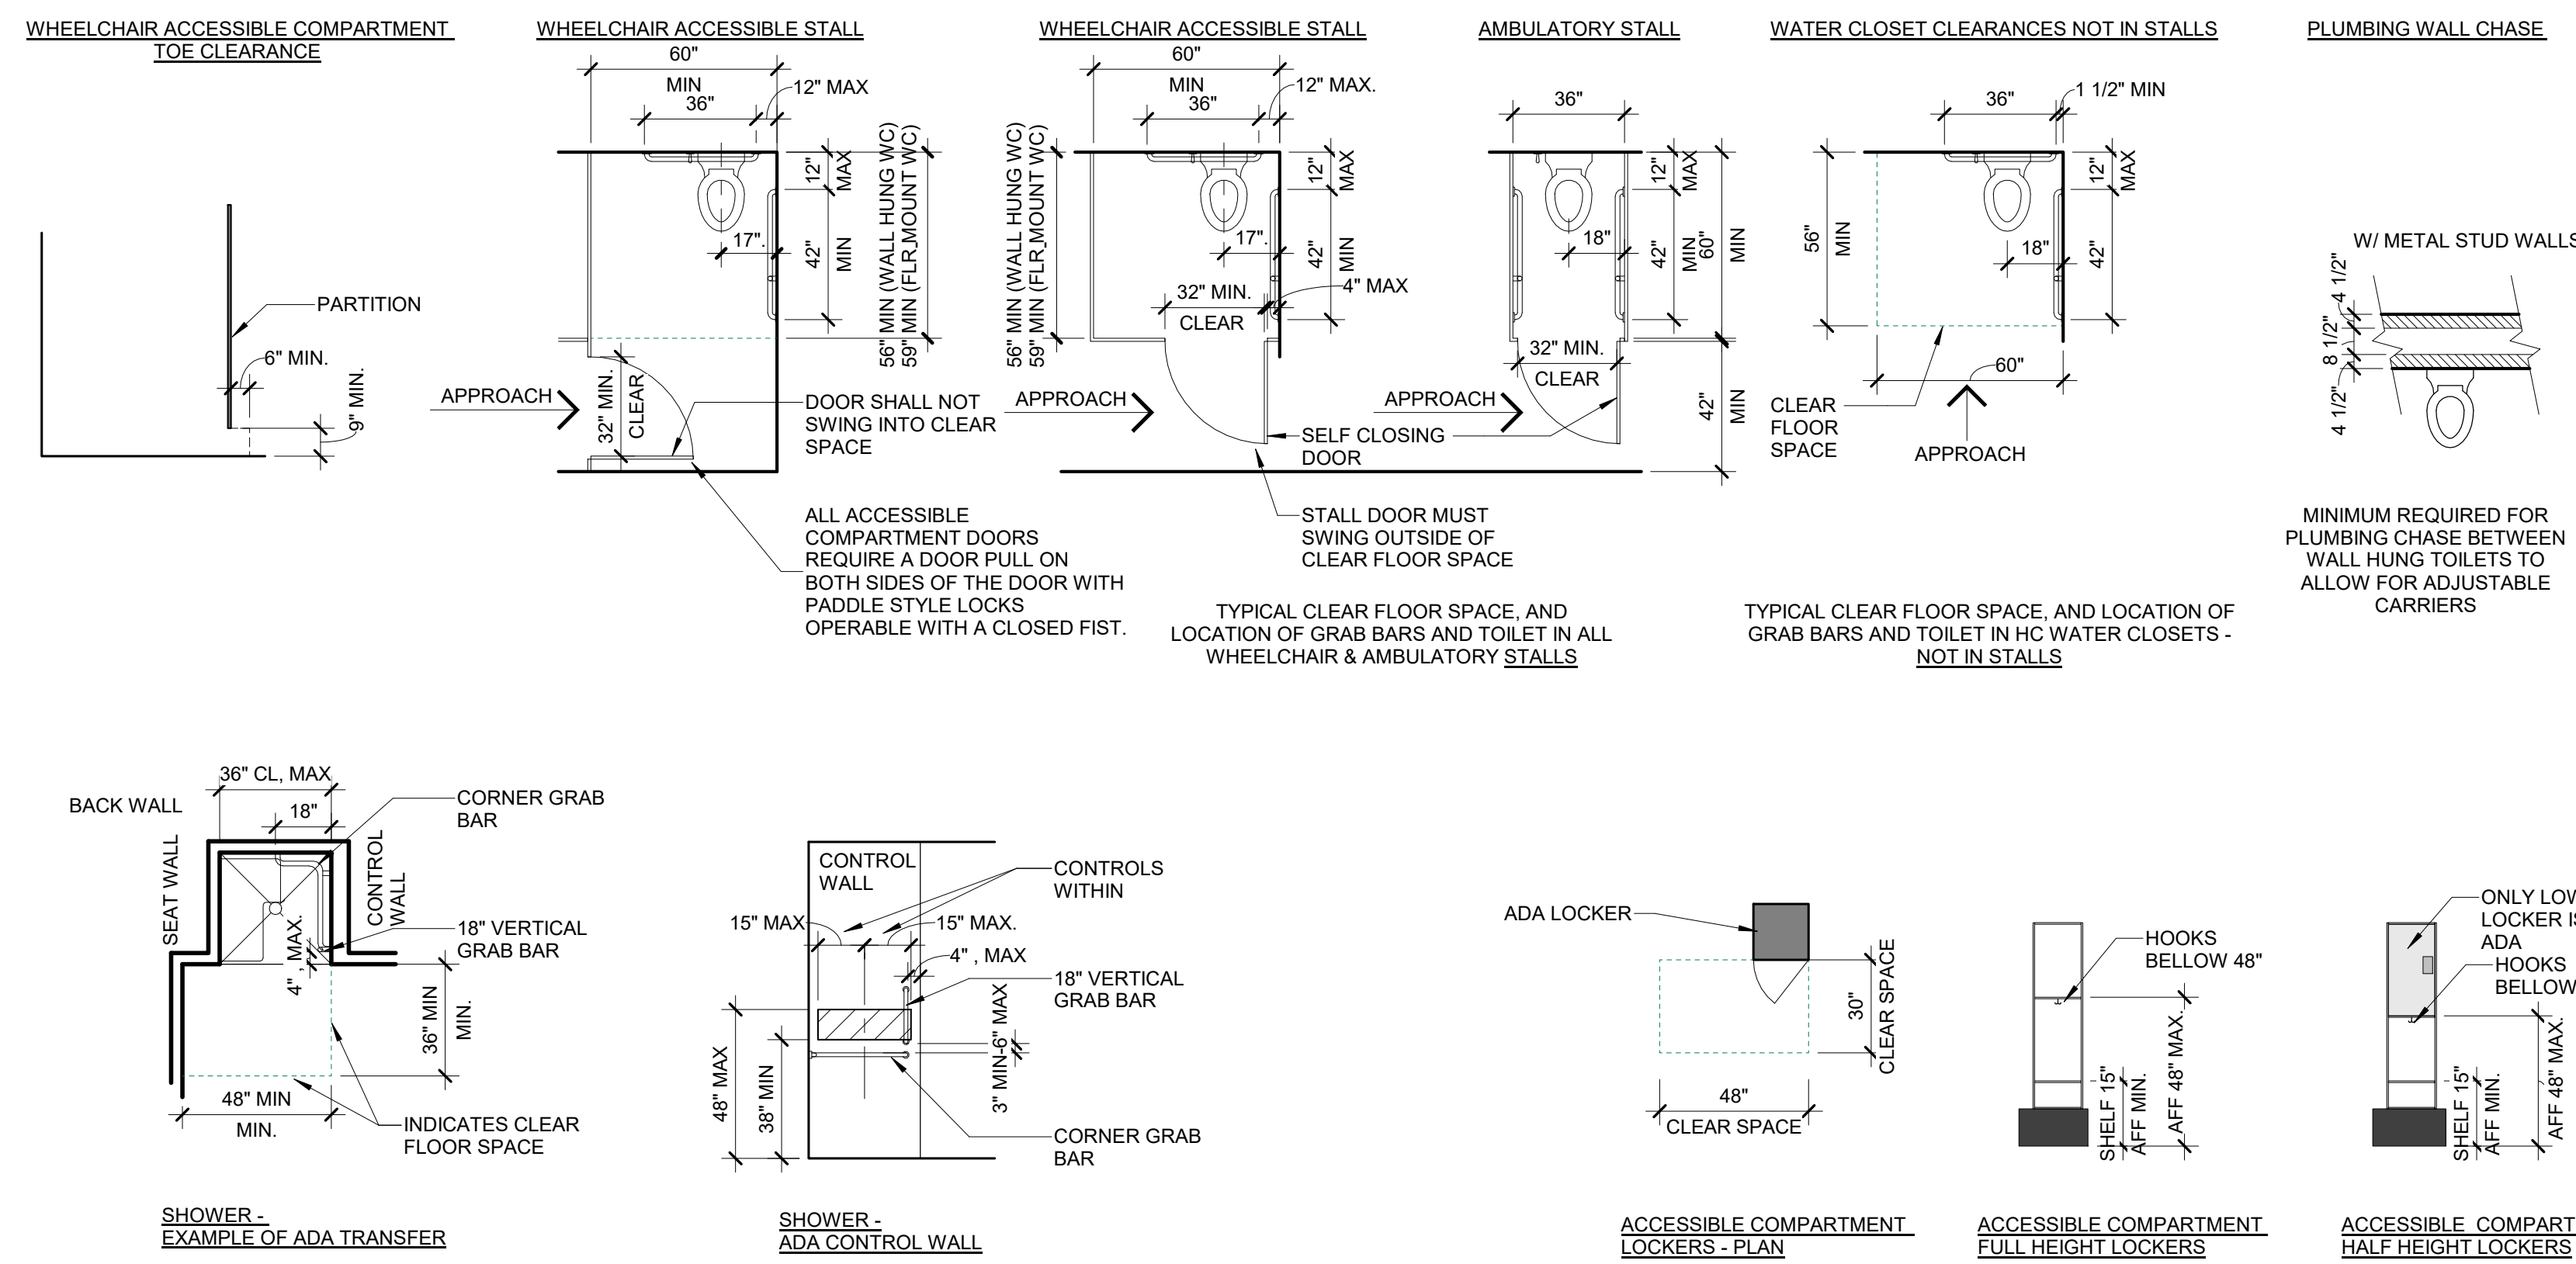 WHEELCHAIR ACCESSIBLE COMPARTMENT
TOE CLEARANCE
PARTITION
6" MIN.
9" MIN.
WHEELCHAIR ACCESSIBLE STALL
60"
MIN
36"
12" MAX
12"
MAX
42"
MIN
17".
56" MIN (WALL HUNG WC)
59" MIN (FLR MOUNT WC)
APPROACH
32" MIN.
CLEAR
DOOR SHALL NOT
SWING INTO CLEAR
SPACE
ALL ACCESSIBLE
COMPARTMENT DOORS
REQUIRE A DOOR PULL ON
BOTH SIDES OF THE DOOR WITH
PADDLE STYLE LOCKS
OPERABLE WITH A CLOSED FIST.
WHEELCHAIR ACCESSIBLE STALL
60"
MIN
36"
12" MAX.
56" MIN (WALL HUNG WC)
59" MIN (FLR MOUNT WC)
12"
MAX
42"
MIN
17".
32" MIN.
CLEAR
4" MAX
APPROACH
SELF CLOSING
DOOR
STALL DOOR MUST
SWING OUTSIDE OF
CLEAR FLOOR SPACE
AMBULATORY STALL
36"
12"
MAX
18"
42"
MIN
60"
MIN
32" MIN.
CLEAR
APPROACH
42"
MIN
TYPICAL CLEAR FLOOR SPACE, AND
LOCATION OF GRAB BARS AND TOILET IN ALL
WHEELCHAIR & AMBULATORY STALLS
WATER CLOSET CLEARANCES NOT IN STALLS
36"
1 1/2" MIN
56"
MIN
12"
MAX
18"
42"
60"
CLEAR
FLOOR
SPACE
APPROACH
TYPICAL CLEAR FLOOR SPACE, AND LOCATION OF
GRAB BARS AND TOILET IN HC WATER CLOSETS -
NOT IN STALLS
PLUMBING WALL CHASE
W/ METAL STUD WALLS
4 1/2"
8 1/2"
4 1/2"
MINIMUM REQUIRED FOR
PLUMBING CHASE BETWEEN
WALL HUNG TOILETS TO
ALLOW FOR ADJUSTABLE
CARRIERS
36" CL, MAX
18"
BACK WALL
SEAT WALL
CONTROL
WALL
CORNER GRAB
BAR
18" VERTICAL
GRAB BAR
4" , MAX.
36" MIN
MIN.
48" MIN
MIN.
INDICATES CLEAR
FLOOR SPACE
SHOWER -
EXAMPLE OF ADA TRANSFER
CONTROL
WALL
CONTROLS
WITHIN
15" MAX
15" MAX.
4" , MAX
18" VERTICAL
GRAB BAR
3" MIN-6" MAX
48" MAX
38" MIN
CORNER GRAB
BAR
SHOWER -
ADA CONTROL WALL
ADA LOCKER
30"
CLEAR SPACE
48"
CLEAR SPACE
ACCESSIBLE COMPARTMENT
LOCKERS - PLAN
HOOKS
BELLOW 48"
SHELF 15"
AFF MIN.
AFF 48" MAX.
ACCESSIBLE COMPARTMENT
FULL HEIGHT LOCKERS
ONLY LOW
LOCKER IS
ADA
HOOKS
BELLOW
SHELF 15"
AFF MIN.
AFF 48" MAX.
ACCESSIBLE COMPART
HALF HEIGHT LOCKERS